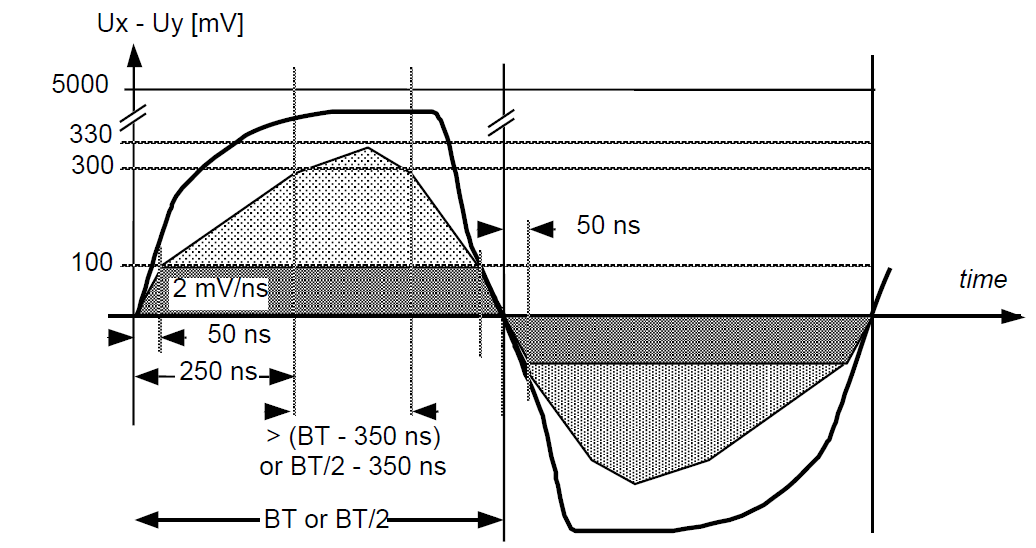 Ux - Uy [mV]
5000
330
300
50 ns
100
time
2 mV/ns
50 ns
250 ns
> (BT - 350 ns)
or BT/2 - 350 ns
BT or BT/2